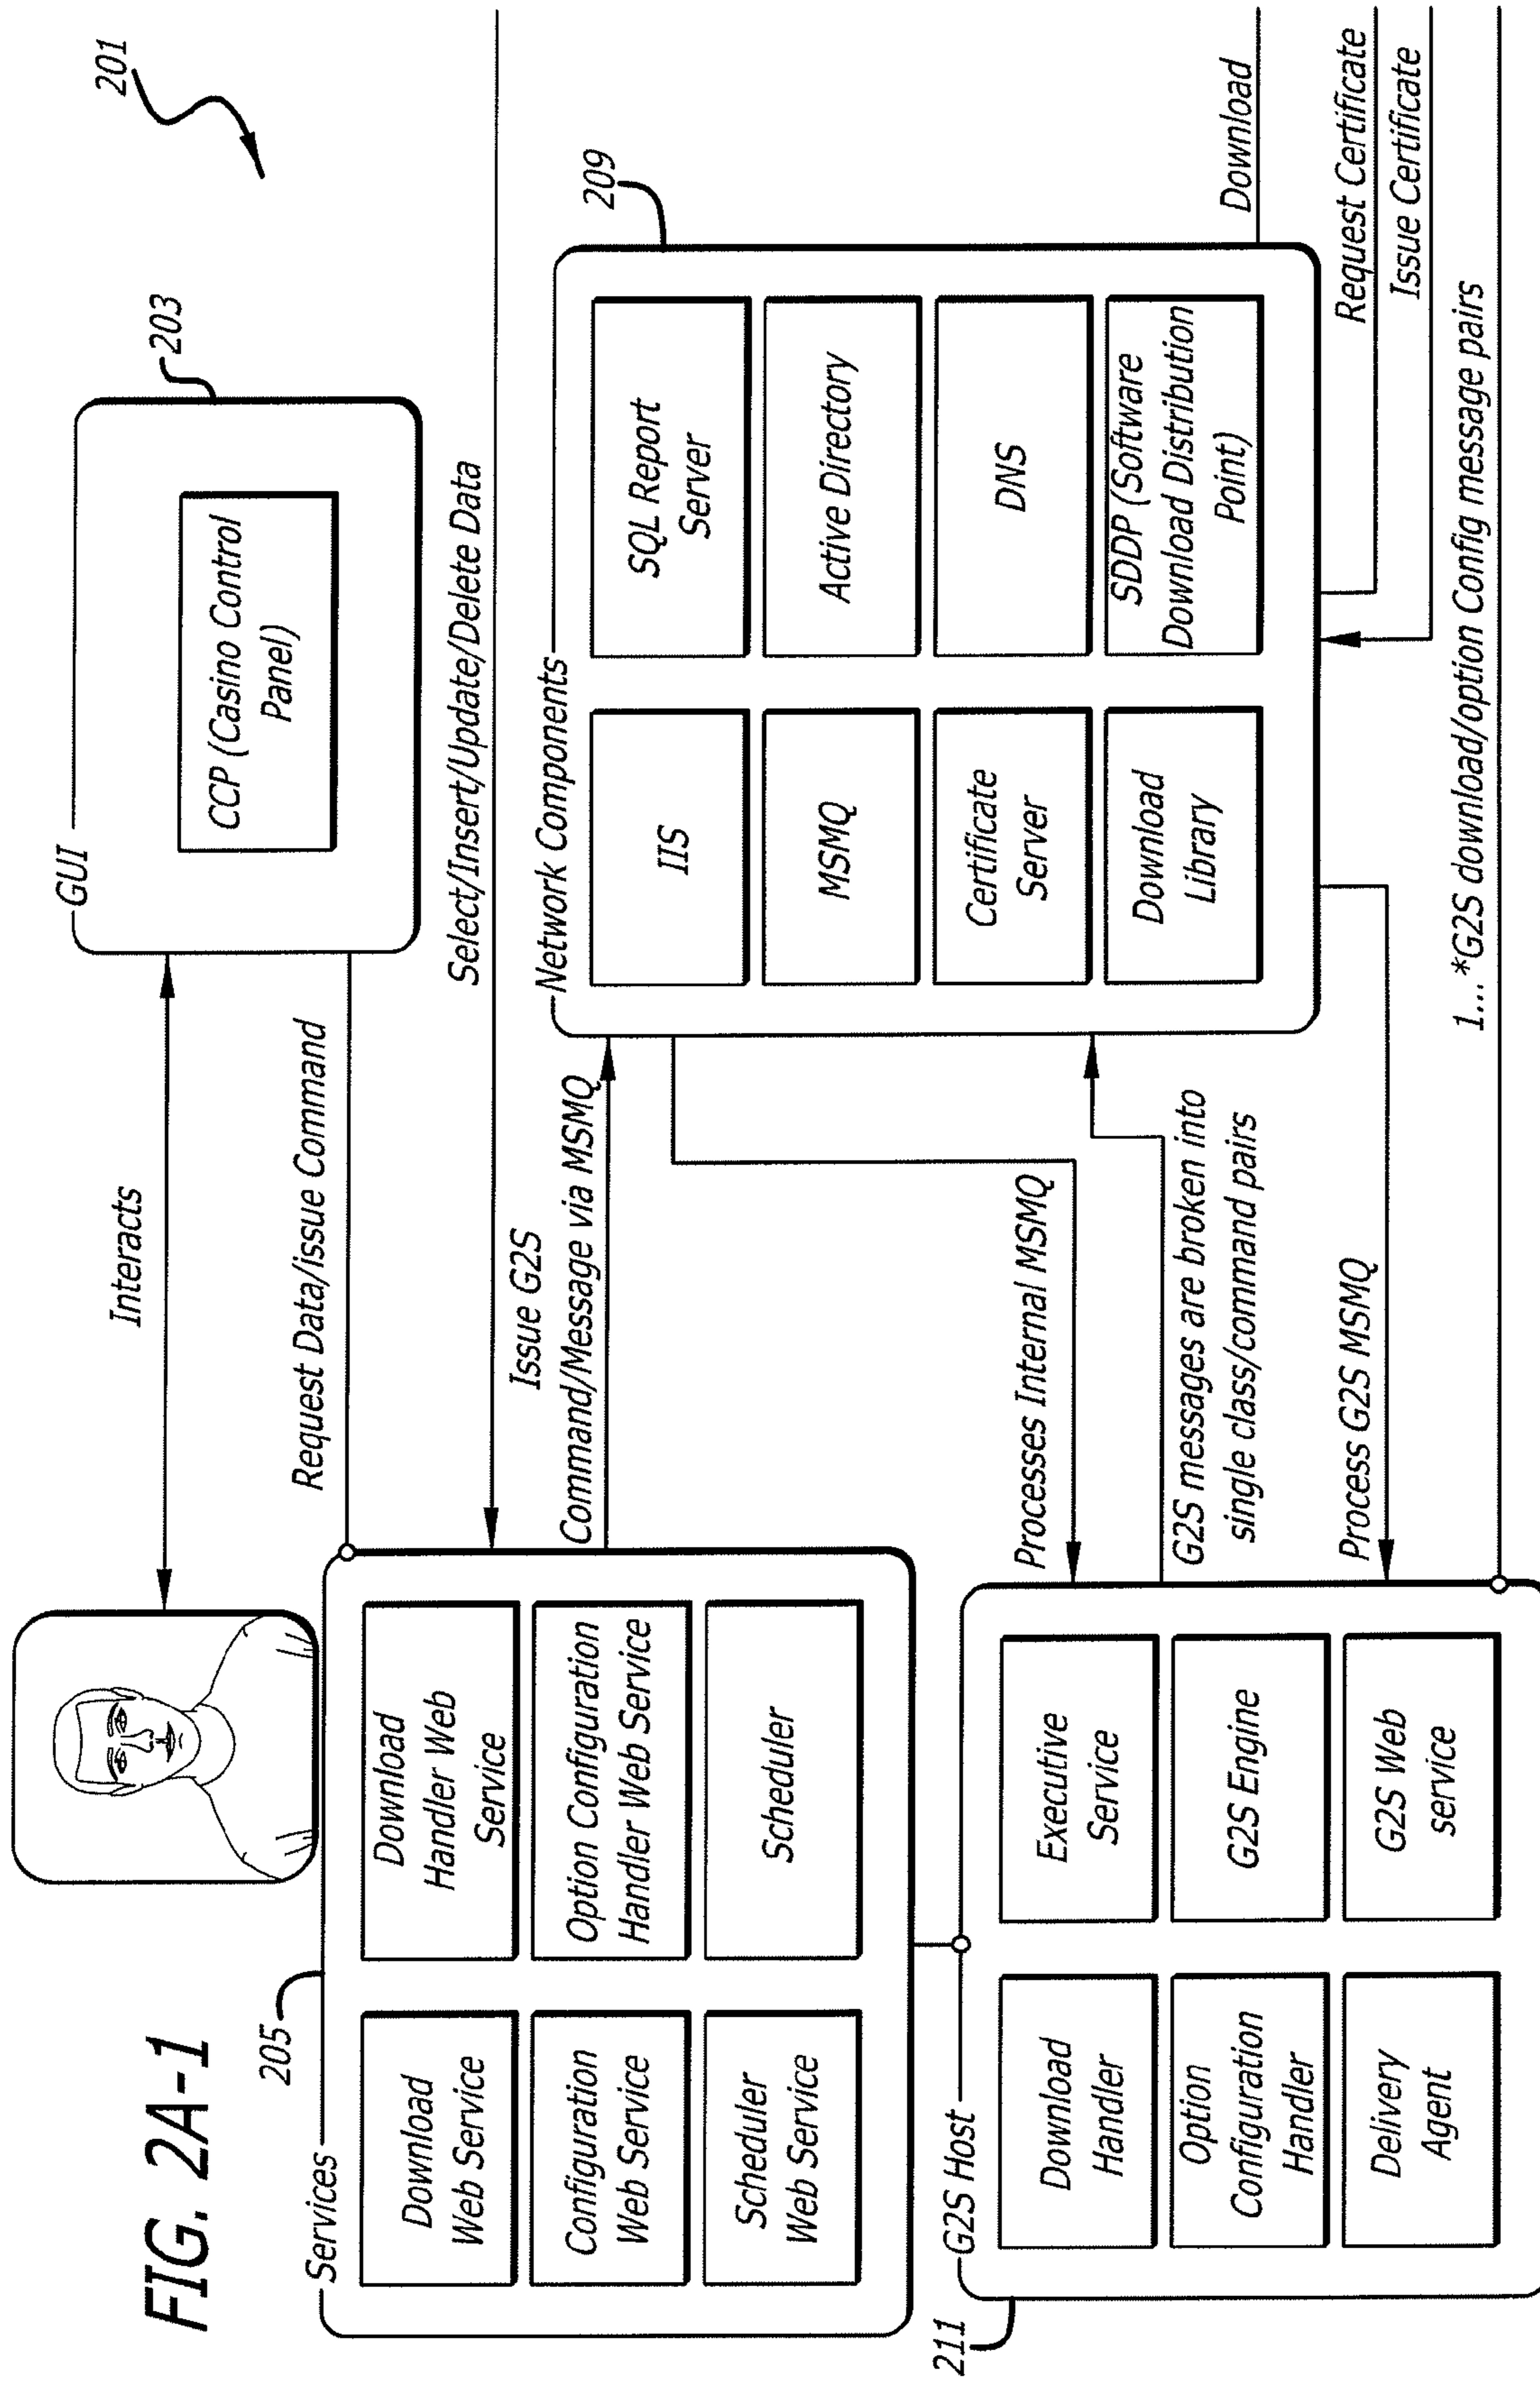 FIG. 2A-1
201
Interacts
GUI
203
CCP (Casino Control
Panel)
Request Data/issue Command
205
Services
Download
Web Service
Download
Handler Web
Service
Configuration
Web Service
Option Configuration
Handler Web Service
Scheduler
Web Service
Scheduler
Select/Insert/Update/Delete Data
Issue G2S
Command/Message via MSMQ
Network Components
209
IIS
SQL Report
Server
MSMQ
Active Directory
Certificate
Server
DNS
Download
Library
SDDP (Software
Download Distribution
Point)
Download
Request Certificate
Issue Certificate
Processes Internal MSMQ
G2S messages are broken into
single class/command pairs
Process G2S MSMQ
1... *G2S download/option Config message pairs
211
G2S Host
Download
Handler
Executive
Service
Option
Configuration
Handler
G2S Engine
Delivery
Agent
G2S Web
service